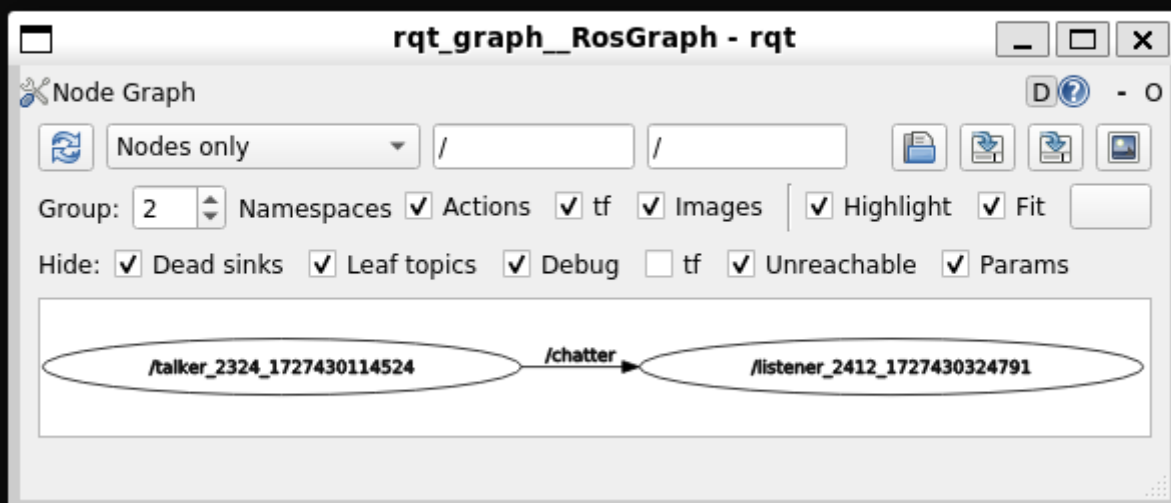 rqt_graph__RosGraph - rqt
Node Graph D ? - O
Nodes only / /
Group: 2 Namespaces Actions tf Images Highlight Fit
Hide: Dead sinks Leaf topics Debug tf Unreachable Params
/talker_2324_1727430114524 /chatter /listener_2412_1727430324791